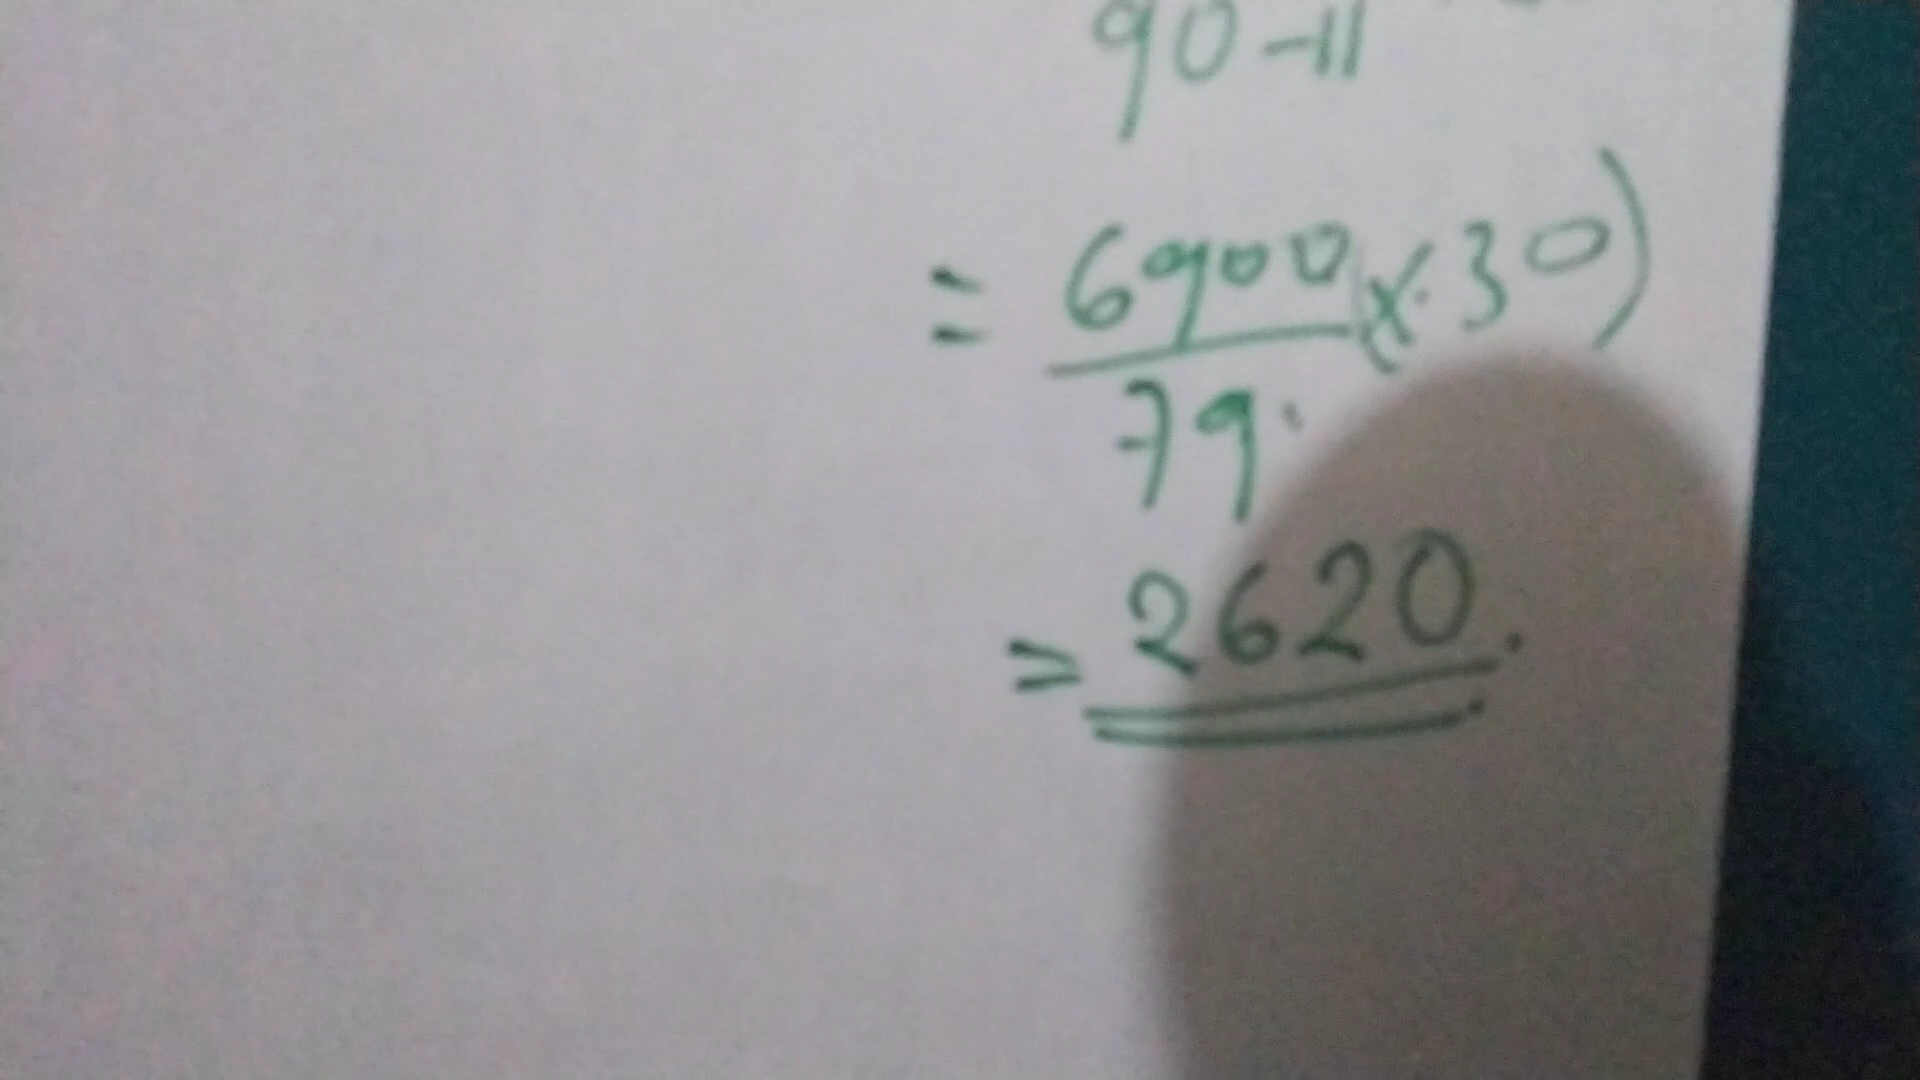 90-11
= 6900 (x 30)
79
= 2620.